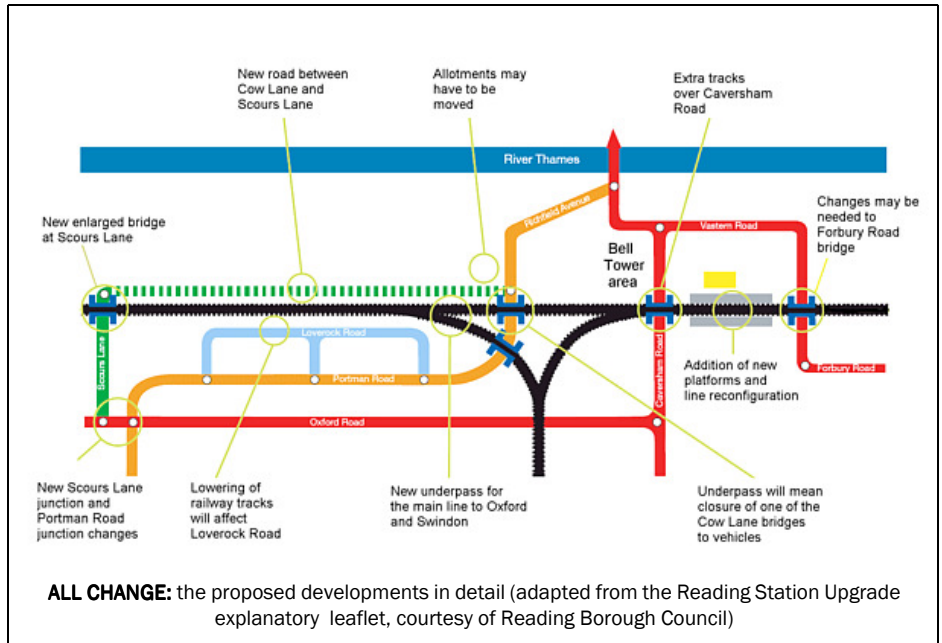 New road between
Cow Lane and
Scours Lane
Allotments may
have to be
moved
Extra tracks
over Caversham
Road
River Thames
New enlarged bridge
at Scours Lane
Richfield Avenue
Changes may be
needed to
Forbury Road
bridge
Vastern Road
Bell
Tower
area
Loverock Road
Scours Lane
Portman Road
Caversham Road
Addition of new
platforms and
line reconfiguration
Forbury Road
Oxford Road
New Scours Lane
junction and
Portman Road
junction changes
Lowering of
railway tracks
will affect
Loverock Road
New underpass for
the main line to Oxford
and Swindon
Underpass will mean
closure of one of the
Cow Lane bridges
to vehicles
ALL CHANGE: the proposed developments in detail (adapted from the Reading Station Upgrade
explanatory leaflet, courtesy of Reading Borough Council)